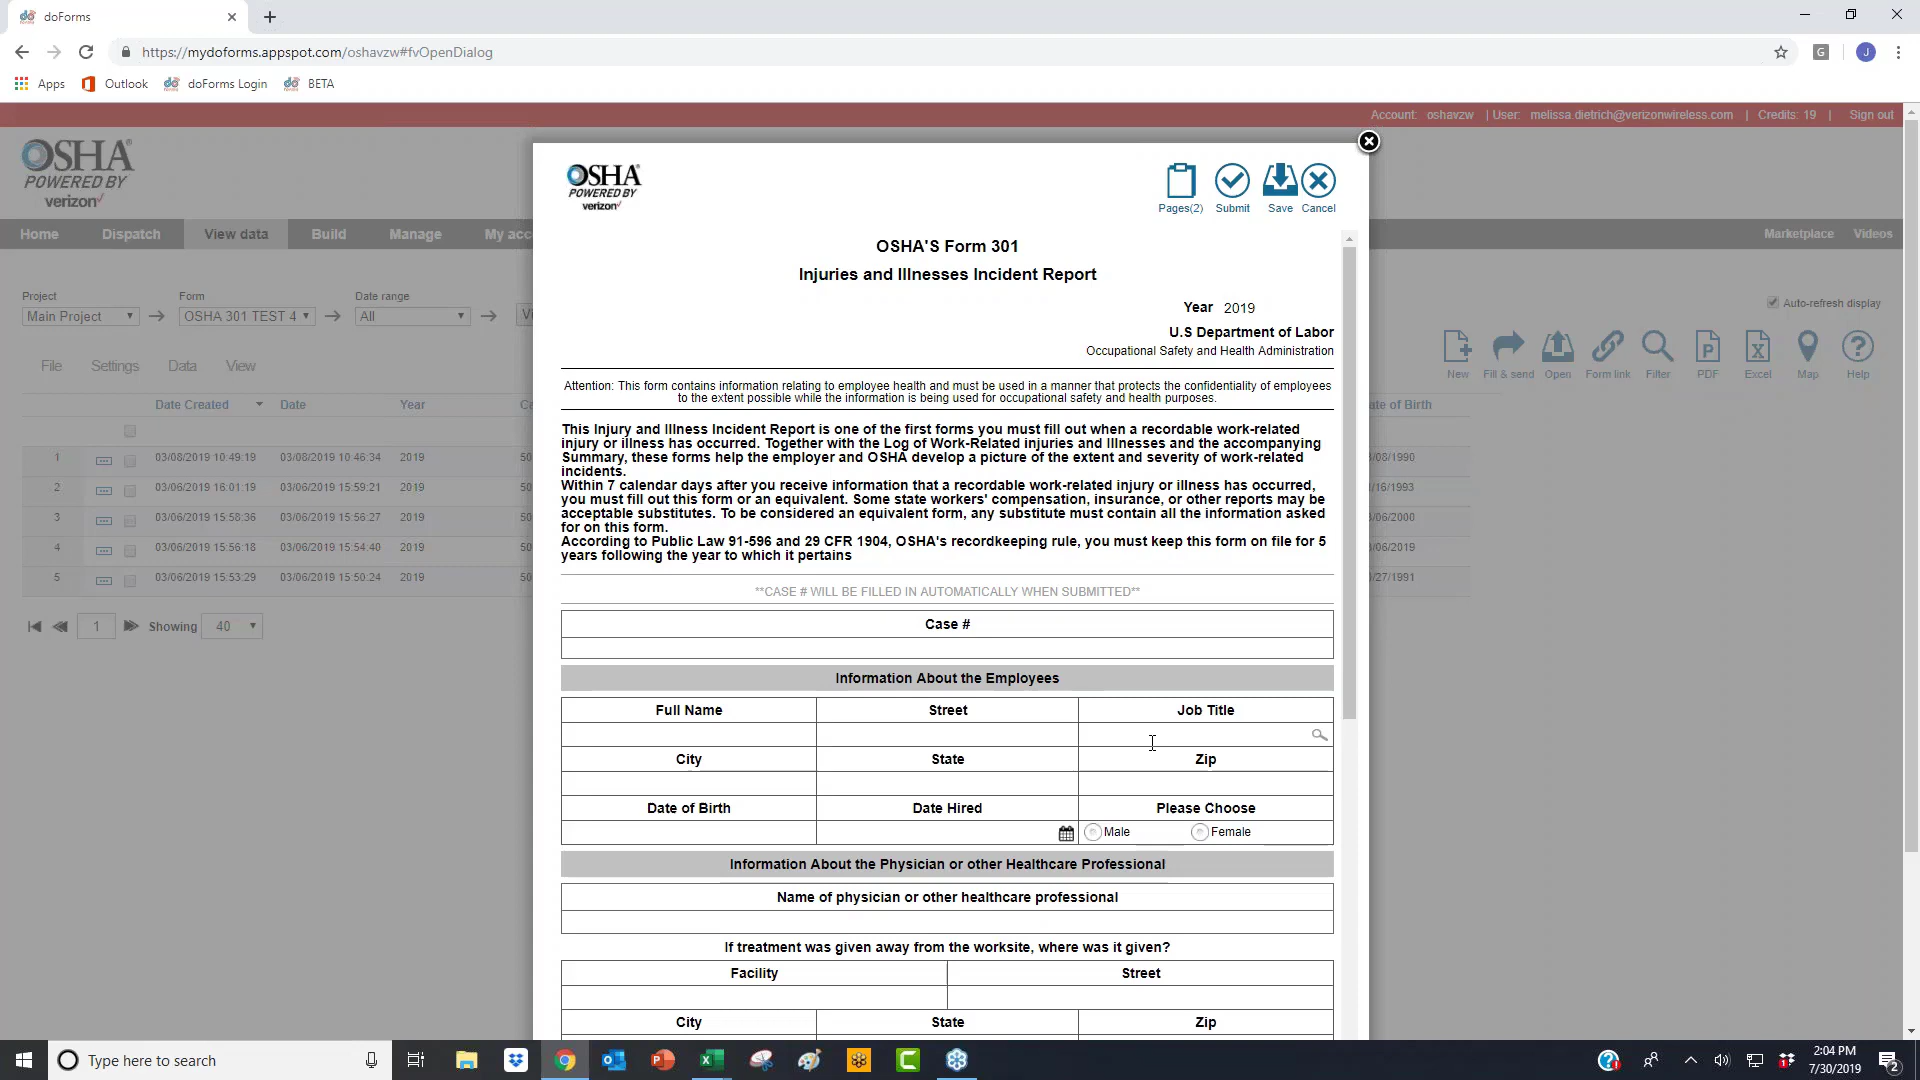 doForms
https://mydoforms.appspot.com/oshavzw#fvOpenDialog
G
J
Apps Outlook doForms Login BETA
Account: oshavzw | User: melissa.dietrich@verizonwireless.com | Credits: 19 | Sign out
OSHA
POWERED BY
verizon
Home Dispatch View data Build Manage My acc Marketplace Videos
Project Form Date range
Main Project OSHA 301 TEST 4 All
Auto-refresh display
File Settings Data View
New Fill & send Open Form link Filter PDF Excel Map Help
Date Created Date Year Ca ate of Birth
1 03/08/2019 10:49:19 03/08/2019 10:46:34 2019 50 /08/1990
2 03/06/2019 16:01:19 03/06/2019 15:59:21 2019 50 /16/1993
3 03/06/2019 15:58:36 03/06/2019 15:56:27 2019 50 /06/2000
4 03/06/2019 15:56:18 03/06/2019 15:54:40 2019 50 /06/2019
5 03/06/2019 15:53:29 03/06/2019 15:50:24 2019 50 /27/1991
1 Showing 40
OSHA
POWERED BY
verizon
Pages(2) Submit Save Cancel
OSHA'S Form 301
Injuries and Illnesses Incident Report
Year 2019
U.S Department of Labor
Occupational Safety and Health Administration
Attention: This form contains information relating to employee health and must be used in a manner that protects the confidentiality of employees
to the extent possible while the information is being used for occupational safety and health purposes.
This Injury and Illness Incident Report is one of the first forms you must fill out when a recordable work-related
injury or illness has occurred. Together with the Log of Work-Related injuries and Illnesses and the accompanying
Summary, these forms help the employer and OSHA develop a picture of the extent and severity of work-related
incidents.
Within 7 calendar days after you receive information that a recordable work-related injury or illness has occurred,
you must fill out this form or an equivalent. Some state workers' compensation, insurance, or other reports may be
acceptable substitutes. To be considered an equivalent form, any substitute must contain all the information asked
for on this form.
According to Public Law 91-596 and 29 CFR 1904, OSHA's recordkeeping rule, you must keep this form on file for 5
years following the year to which it pertains
**CASE # WILL BE FILLED IN AUTOMATICALLY WHEN SUBMITTED**
Case #
Information About the Employees
Full Name Street Job Title
City State Zip
Date of Birth Date Hired Please Choose
Male Female
Information About the Physician or other Healthcare Professional
Name of physician or other healthcare professional
If treatment was given away from the worksite, where was it given?
Facility Street
City State Zip
Type here to search
2:04 PM
7/30/2019
2